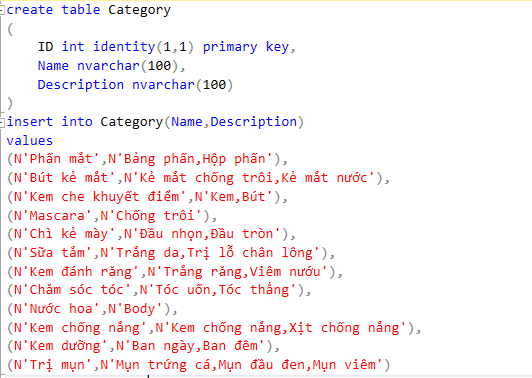 create table Category
(
ID int identity(1,1) primary key,
Name nvarchar(100),
Description nvarchar(100)
)
insert into Category(Name,Description)
values
(N'Phấn mắt',N'Bảng phấn,Hộp phấn'),
(N'Bút kẻ mắt',N'Kẻ mắt chống trôi,Kẻ mắt nước'),
(N'Kem che khuyết điểm',N'Kem,Bút'),
(N'Mascara',N'Chống trôi'),
(N'Chì kẻ mày',N'Đầu nhọn,Đầu tròn'),
(N'Sữa tắm',N'Trắng da,Trị lỗ chân lông'),
(N'Kem đánh răng',N'Trắng răng,Viêm nướu'),
(N'Chăm sóc tóc',N'Tóc uốn,Tóc thẳng'),
(N'Nước hoa',N'Body'),
(N'Kem chống nắng',N'Kem chống nắng,Xịt chống nắng'),
(N'Kem dưỡng',N'Ban ngày,Ban đêm'),
(N'Trị mụn',N'Mụn trứng cá,Mụn đầu đen,Mụn viêm')